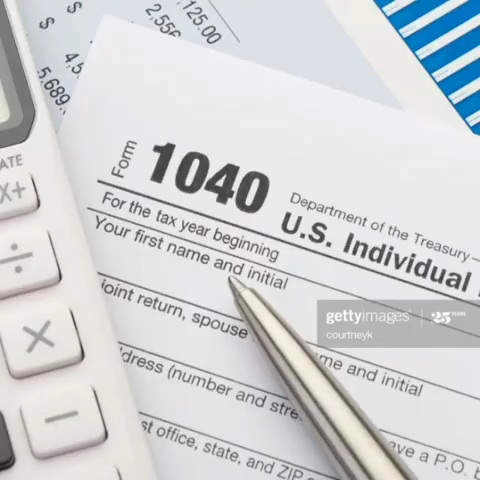 $ 125.00
$ 2,556
4,5
5,689.
ATE
X+
÷
×
−
Form 1040
Department of the Treasury—
U.S. Individual
For the tax year beginning
Your first name and initial
joint return, spouse me and initial
dress (number and stre
st office, state, and ZIP
ave a P.O. b
gettyimages 25 YEARS
courtneyk